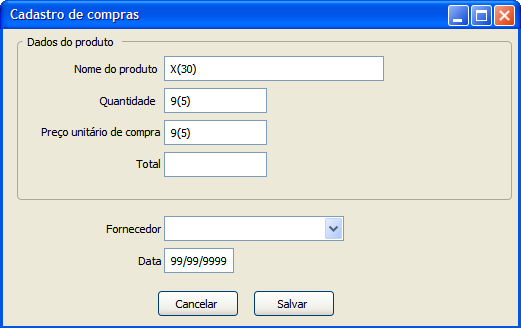 Cadastro de compras
Dados do produto
Nome do produto X(30)
Quantidade 9(5)
Preço unitário de compra 9(5)
Total
Fornecedor
Data 99/99/9999
Cancelar Salvar